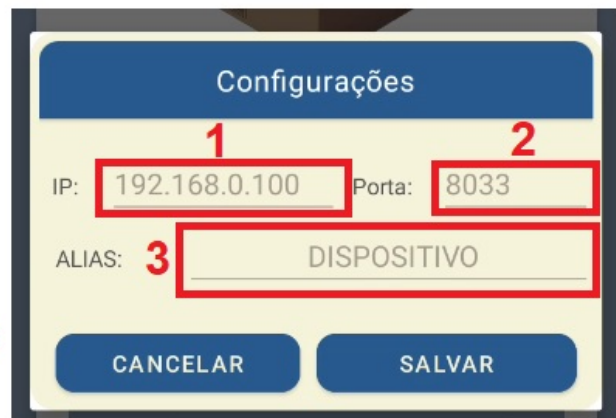 Configurações
1 2
IP: 192.168.0.100 Porta: 8033
ALIAS: 3 DISPOSITIVO
CANCELAR SALVAR